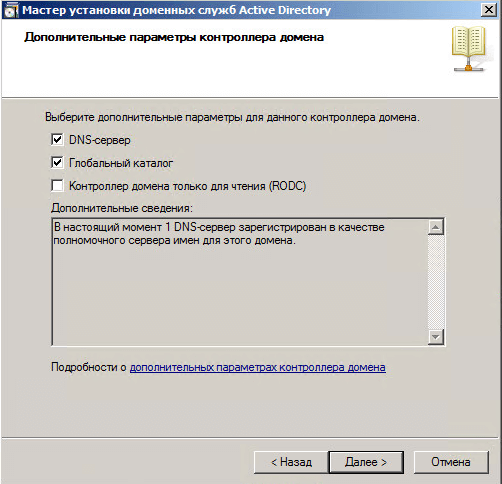 Мастер установки доменных служб Active Directory
Дополнительные параметры контроллера домена
Выберите дополнительные параметры для данного контроллера домена.
DNS-сервер
Глобальный каталог
Контроллер домена только для чтения (RODC)
Дополнительные сведения:
В настоящий момент 1 DNS-сервер зарегистрирован в качестве
полномочного сервера имен для этого домена.
Подробности о дополнительных параметрах контроллера домена
< Назад
Далее >
Отмена